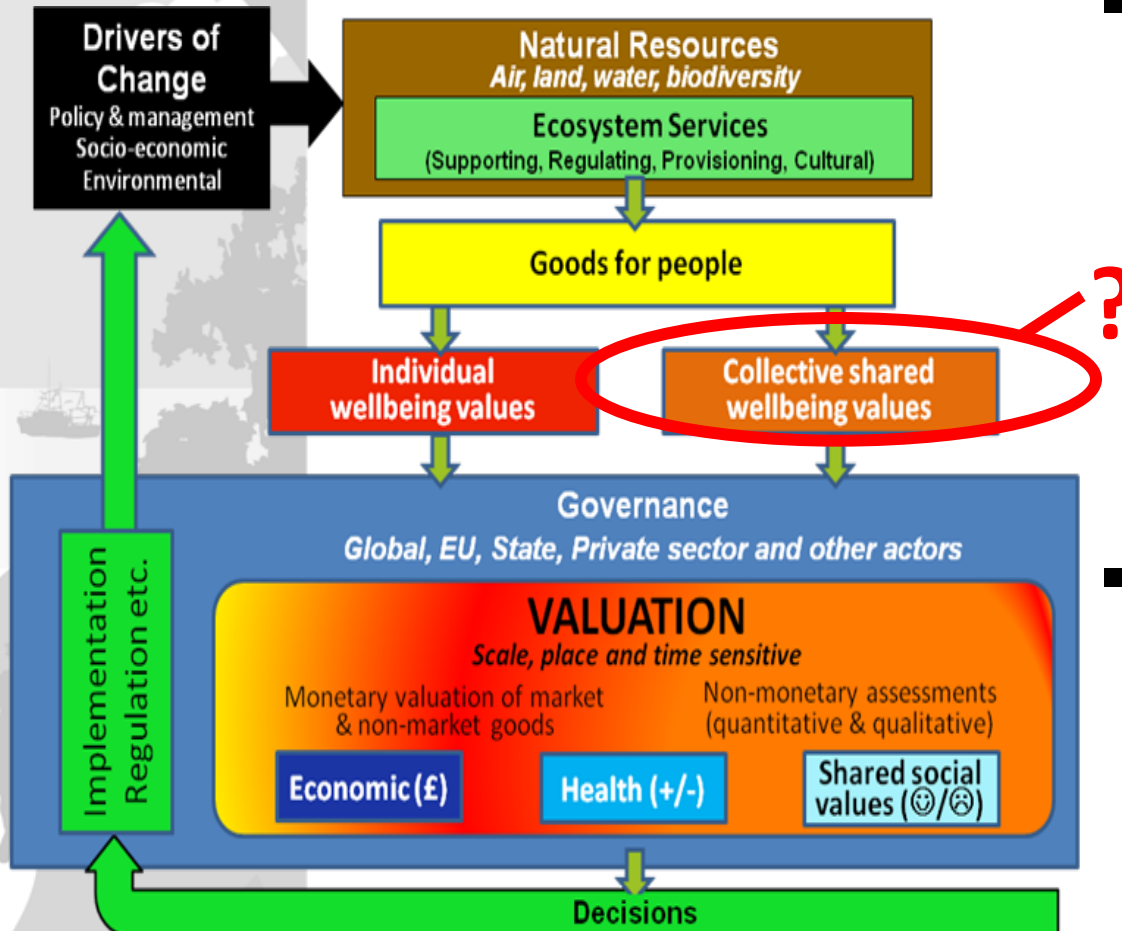 Drivers of
Change
Policy & management
Socio-economic
Environmental
Natural Resources
Air, land, water, biodiversity
Ecosystem Services
(Supporting, Regulating, Provisioning, Cultural)
Goods for people
?
Individual
wellbeing values
Collective shared
wellbeing values
Governance
Global, EU, State, Private sector and other actors
Implementation
Regulation etc.
VALUATION
Scale, place and time sensitive
Monetary valuation of market
& non-market goods
Non-monetary assessments
(quantitative & qualitative)
Economic (£)
Health (+/-)
Shared social
values (☺/☹)
Decisions